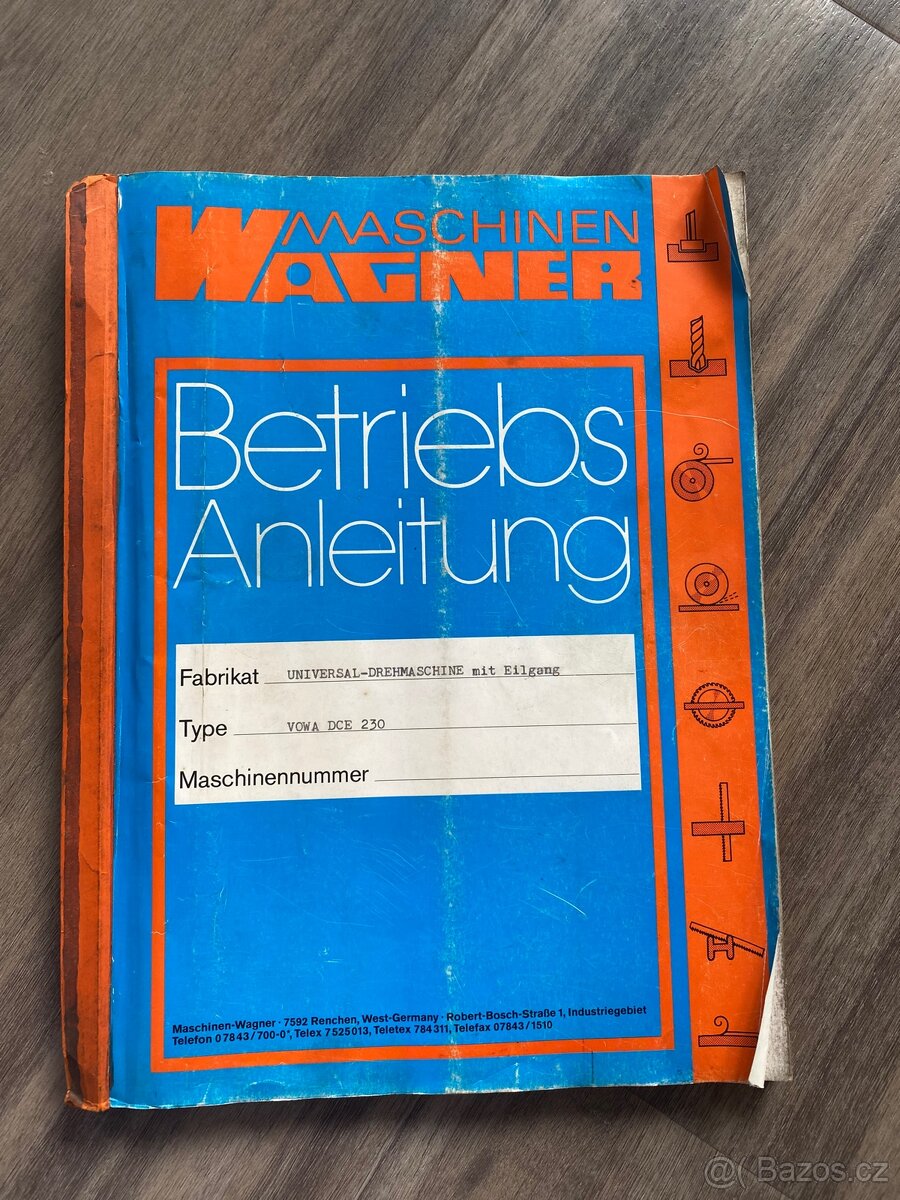 MASCHINEN
WAGNER
Betriebs
Anleitung
Fabrikat UNIVERSAL-DREHMASCHINE mit Eilgang
Type VOWA DCE 230
Maschinennummer
Maschinen-Wagner · 7592 Renchen, West-Germany · Robert-Bosch-Straße 1, Industriegebiet
Telefon 07843/700-0*, Telex 7525013, Teletex 784311, Telefax 07843/1510
@( Bazos.cz